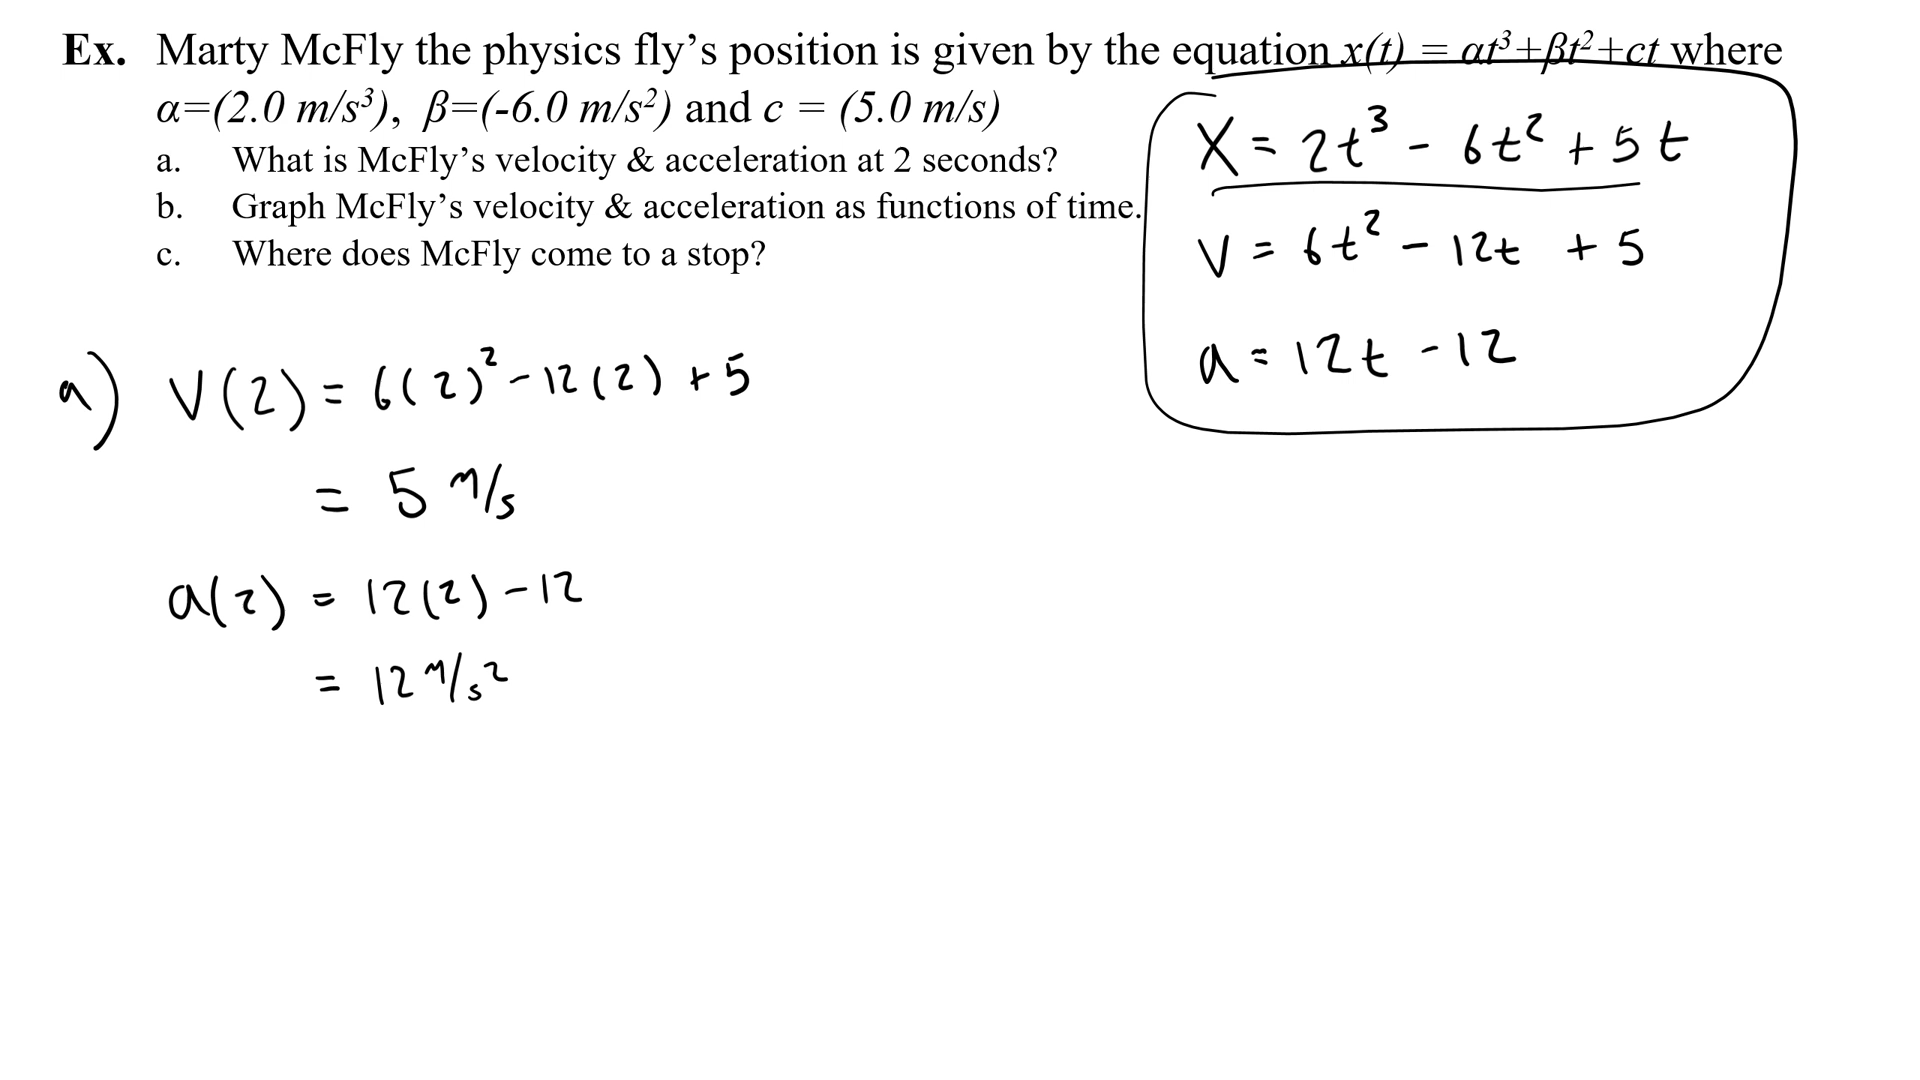 Ex. Marty McFly the physics fly’s position is given by the equation x(t) = αt³+βt²+ct where
α=(2.0 m/s³), β=(-6.0 m/s²) and c = (5.0 m/s)
a. What is McFly’s velocity & acceleration at 2 seconds?
b. Graph McFly’s velocity & acceleration as functions of time.
c. Where does McFly come to a stop?
X = 2t³ - 6t² + 5t
V = 6t² - 12t + 5
a = 12t - 12
a) V(2) = 6(2)² - 12(2) + 5
= 5 m/s
a(2) = 12(2) - 12
= 12 m/s²